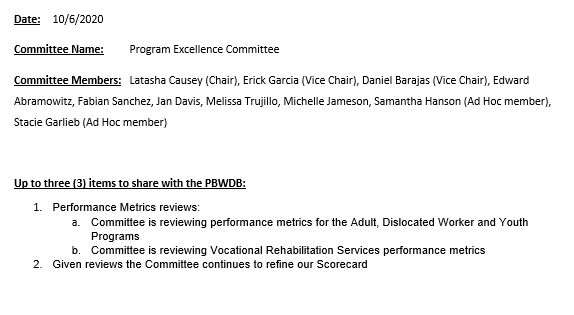 Date: 10/6/2020
Committee Name: Program Excellence Committee
Committee Members: Latasha Causey (Chair), Erick Garcia (Vice Chair), Daniel Barajas (Vice Chair), Edward
Abramowitz, Fabian Sanchez, Jan Davis, Melissa Trujillo, Michelle Jameson, Samantha Hanson (Ad Hoc member),
Stacie Garlieb (Ad Hoc member)
Up to three (3) items to share with the PBWDB:
1. Performance Metrics reviews:
a. Committee is reviewing performance metrics for the Adult, Dislocated Worker and Youth
Programs
b. Committee is reviewing Vocational Rehabilitation Services performance metrics
2. Given reviews the Committee continues to refine our Scorecard